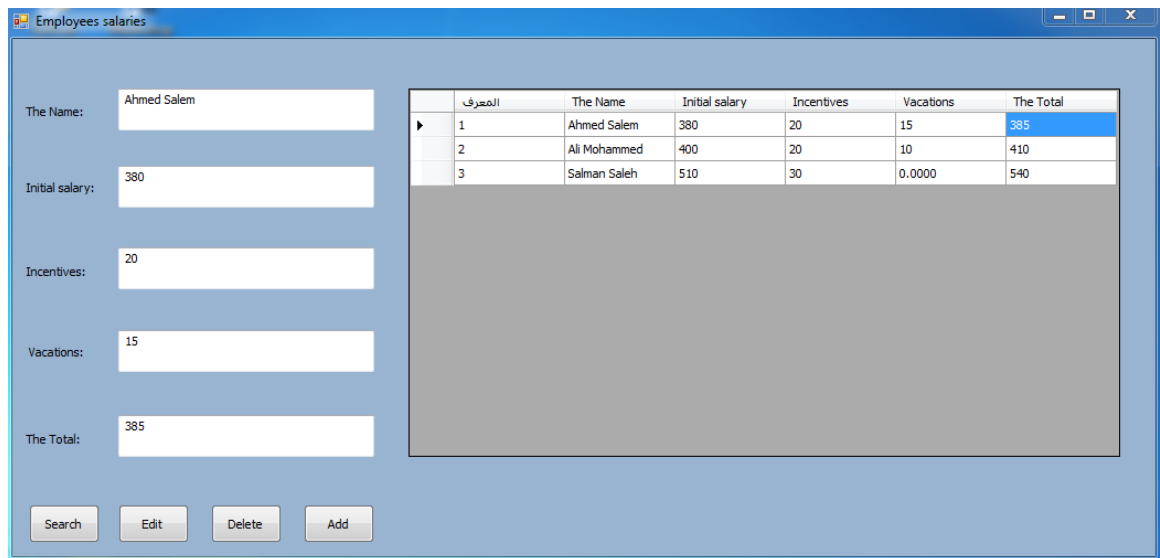 Employees salaries
The Name:
Ahmed Salem
Initial salary:
380
Incentives:
20
Vacations:
15
The Total:
385
المعرف The Name Initial salary Incentives Vacations The Total
1 Ahmed Salem 380 20 15 385
2 Ali Mohammed 400 20 10 410
3 Salman Saleh 510 30 0.0000 540
Search Edit Delete Add